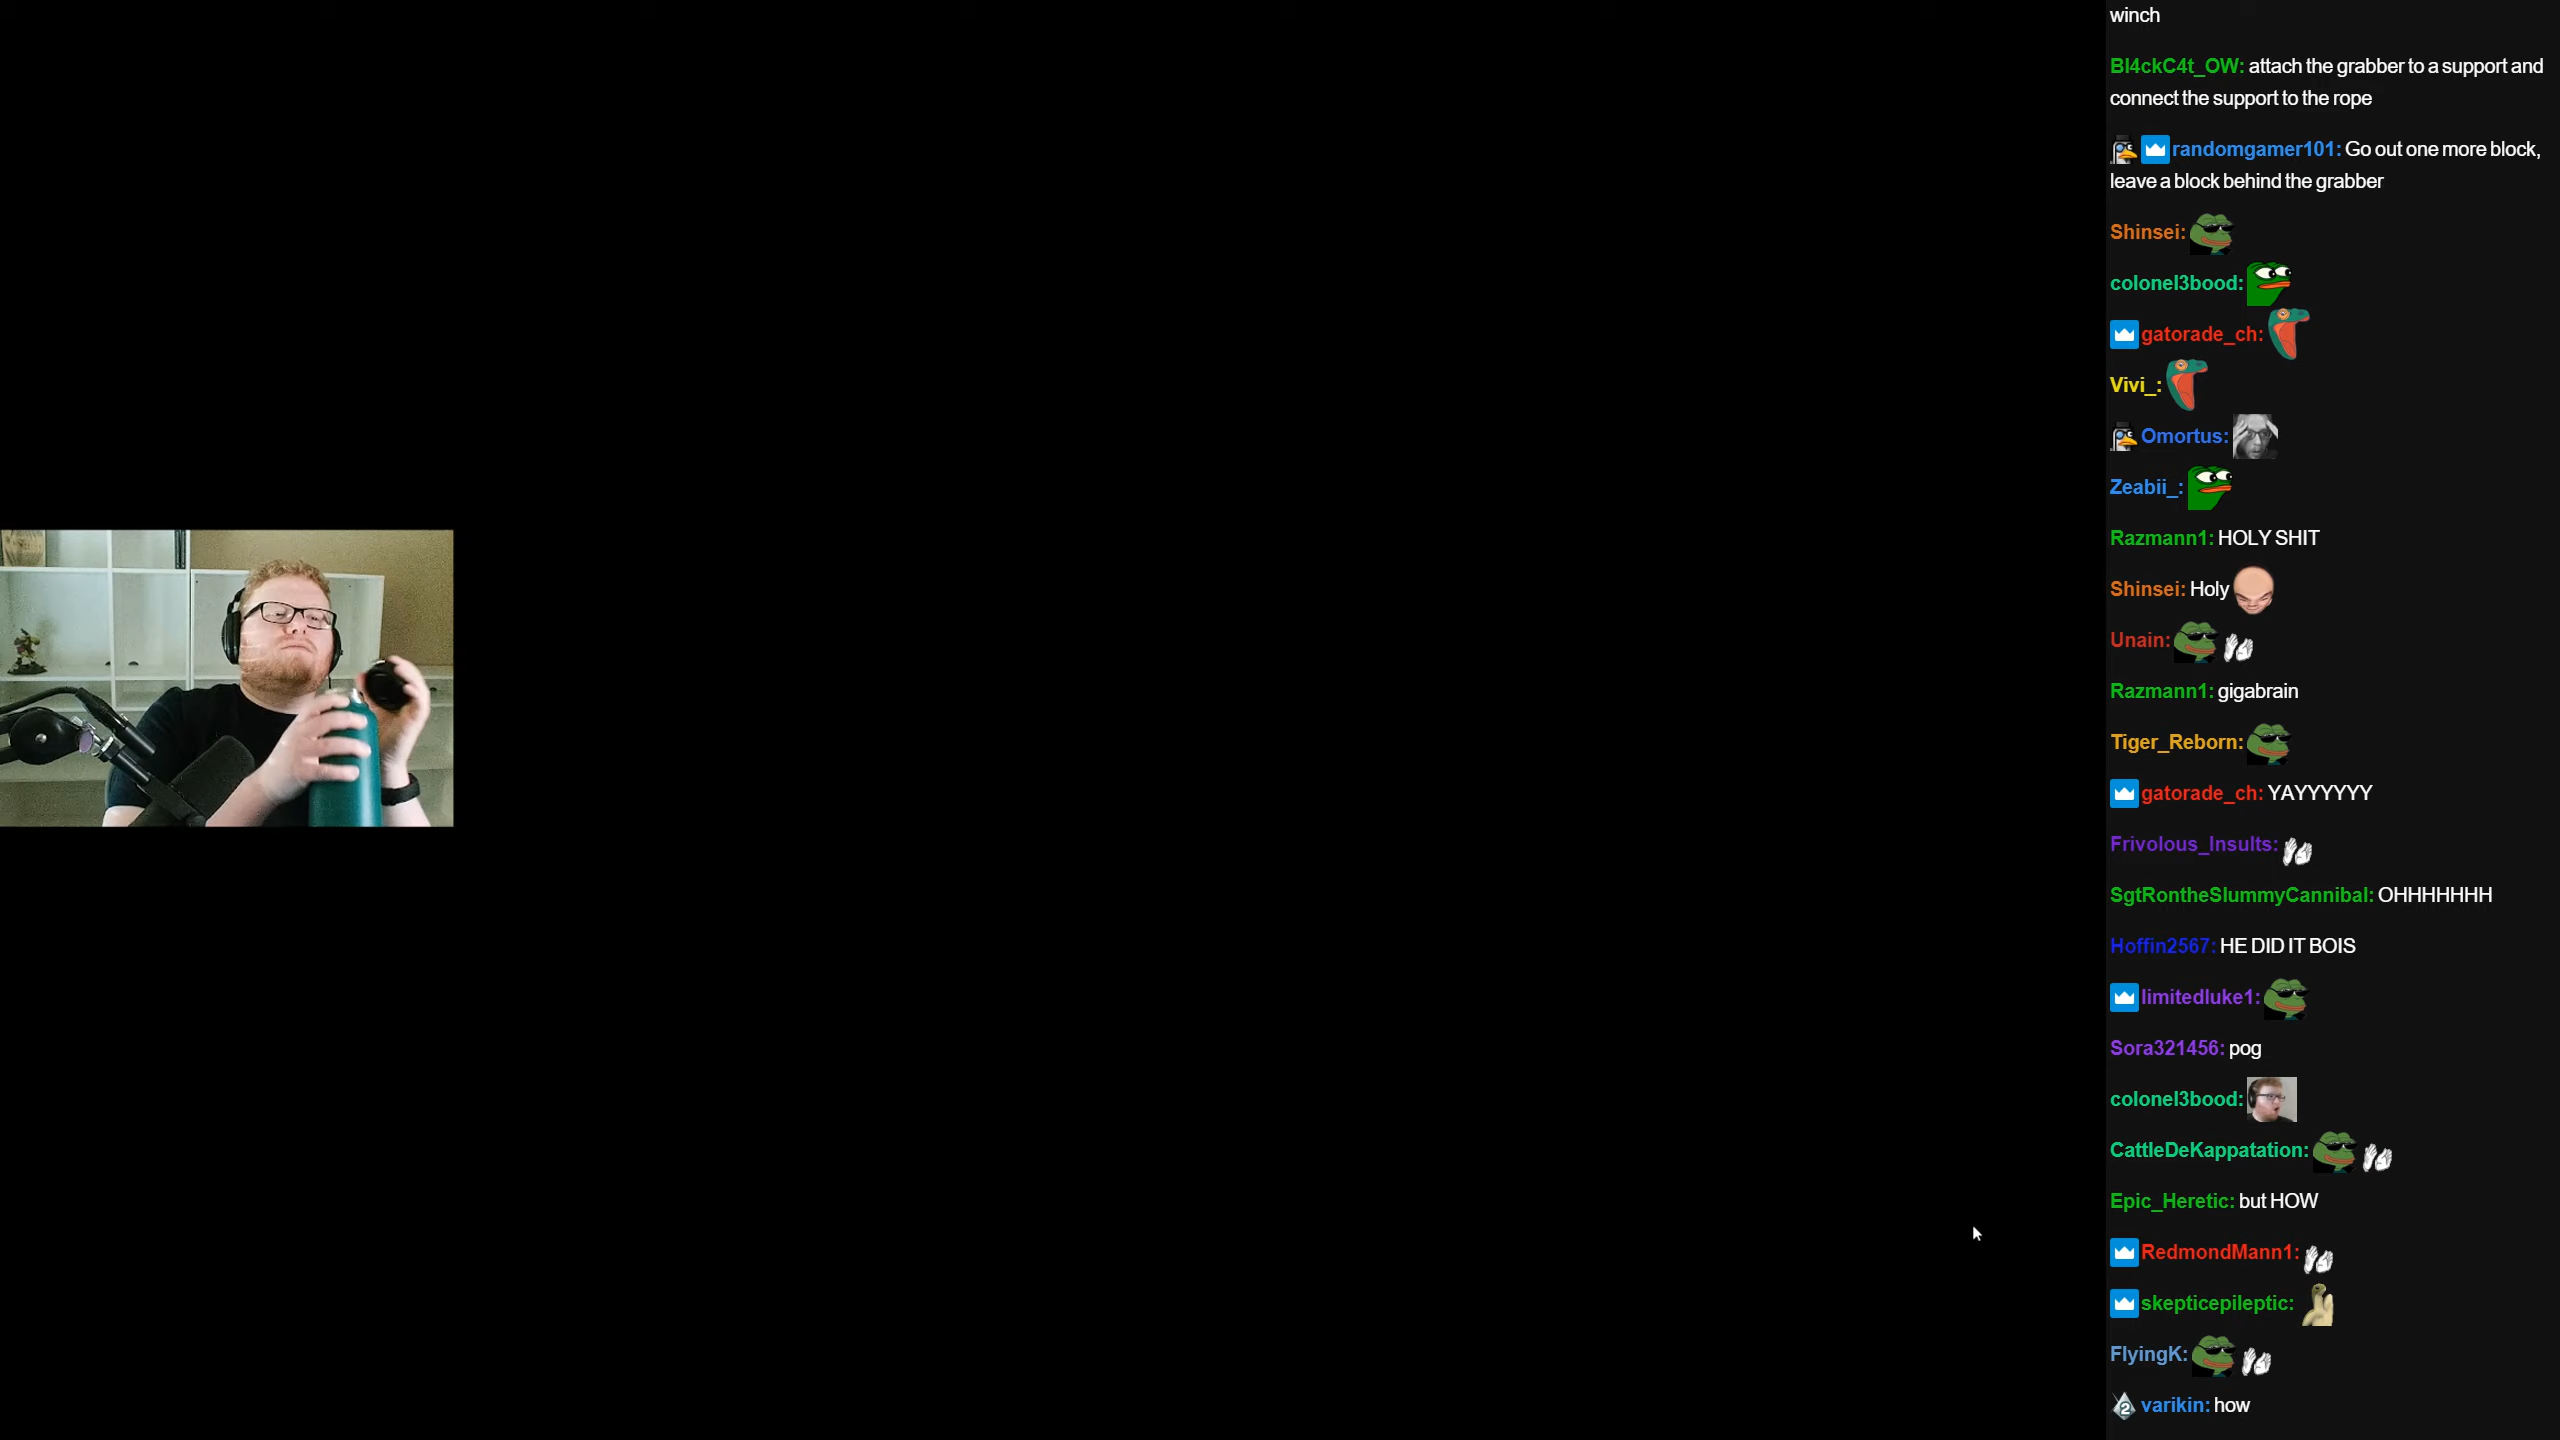 winch
Bl4ckC4t_OW: attach the grabber to a support and
connect the support to the rope
randomgamer101: Go out one more block,
leave a block behind the grabber
Shinsei:
colonel3bood:
gatorade_ch:
Vivi_:
Omortus:
Zeabii_:
Razmann1: HOLY SHIT
Shinsei: Holy
Unain:
Razmann1: gigabrain
Tiger_Reborn:
gatorade_ch: YAYYYYYY
Frivolous_Insults:
SgtRontheSlummyCannibal: OHHHHHHH
Hoffin2567: HE DID IT BOIS
limitedluke1:
Sora321456: pog
colonel3bood:
CattleDeKappatation:
Epic_Heretic: but HOW
RedmondMann1:
skepticepileptic:
FlyingK:
2 varikin: how